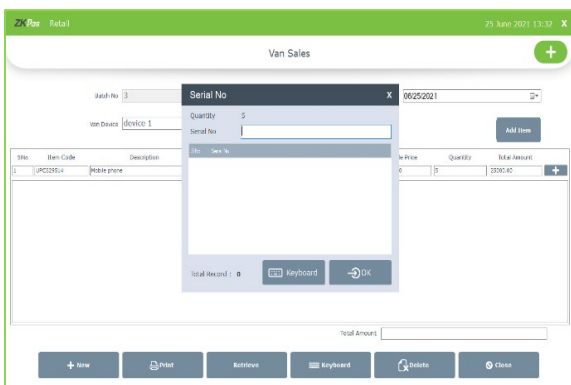 ZKPos Retail 25 June 2021 13:32 X
Van Sales
Batch No 3
Serial No X
06/25/2021
Quantity 5
Van Device device 1
Serial No
Add Item
SNo Item Code Description
SNo Serial No
le Price Quantity Total Amount
1
Mobile phone
0 5 25000.00
Total Record : 0
Keyboard
OK
Total Amount
New
Print
Retrieve
Keyboard
Delete
Close